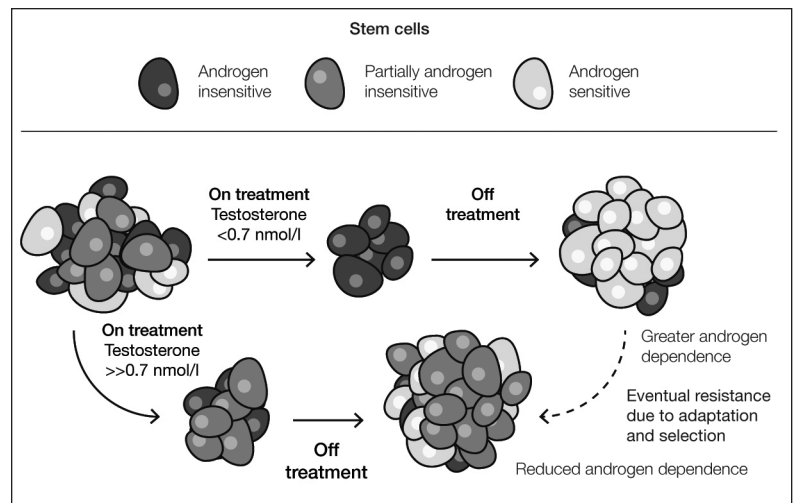 Stem cells
Androgen
insensitive
Partially androgen
insensitive
Androgen
sensitive
On treatment
Testosterone
<0.7 nmol/l
Off
treatment
On treatment
Testosterone
>>0.7 nmol/l
Greater androgen
dependence
Eventual resistance
due to adaptation
and selection
Off
treatment
Reduced androgen dependence